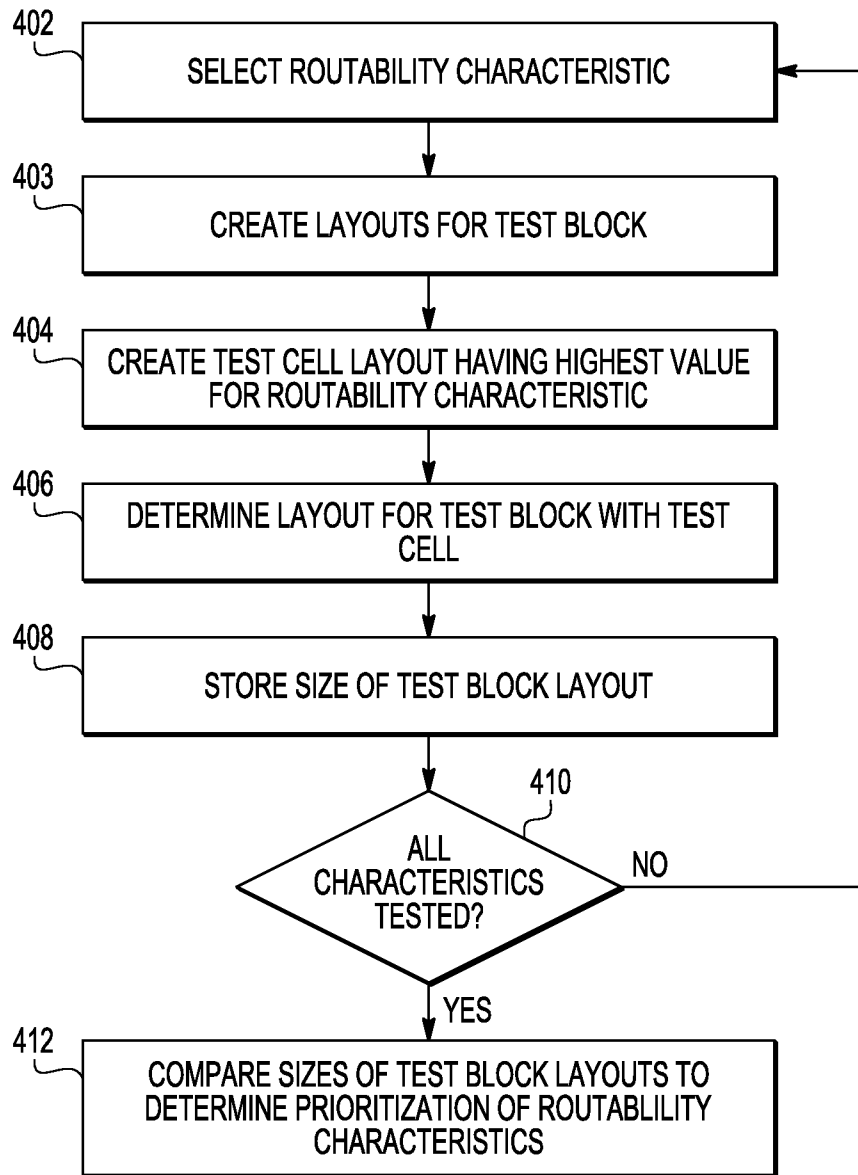 402
SELECT ROUTABILITY CHARACTERISTIC
403
CREATE LAYOUTS FOR TEST BLOCK
404
CREATE TEST CELL LAYOUT HAVING HIGHEST VALUE
FOR ROUTABILITY CHARACTERISTIC
406
DETERMINE LAYOUT FOR TEST BLOCK WITH TEST
CELL
408
STORE SIZE OF TEST BLOCK LAYOUT
410
ALL
CHARACTERISTICS
TESTED?
NO
YES
412
COMPARE SIZES OF TEST BLOCK LAYOUTS TO
DETERMINE PRIORITIZATION OF ROUTABLILITY
CHARACTERISTICS